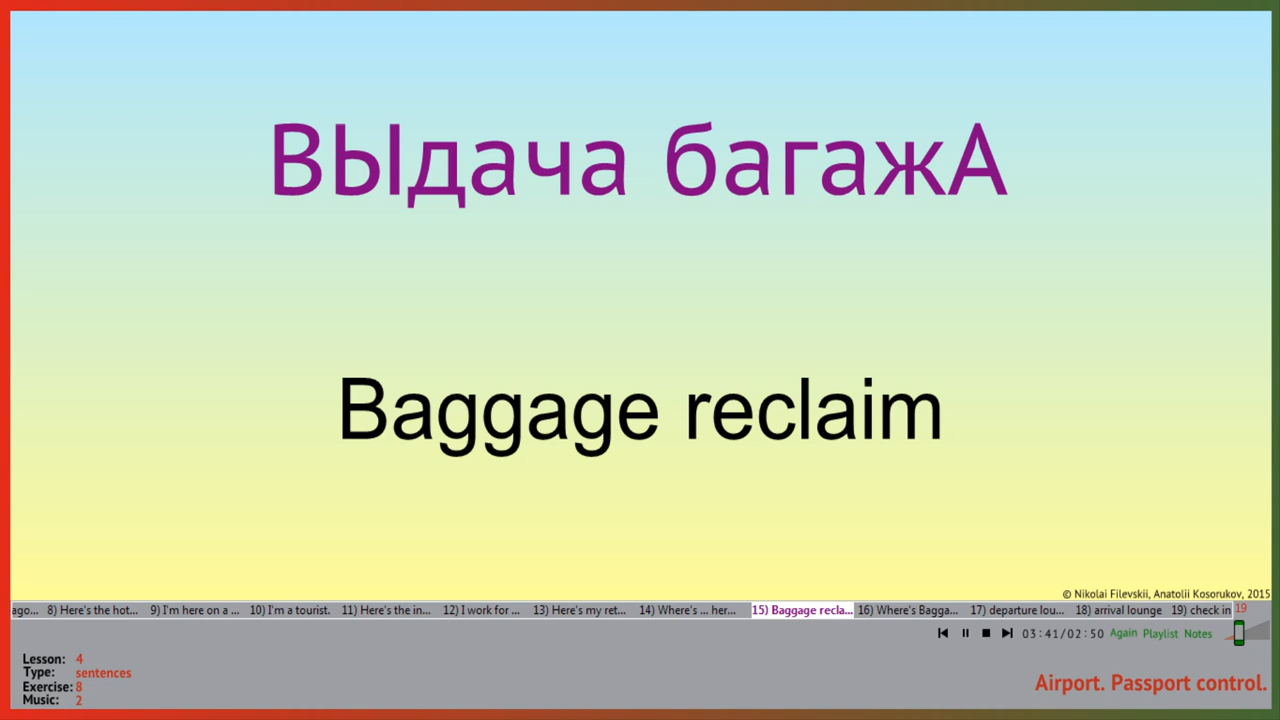 ВЫдача багажА
Baggage reclaim
© Nikolai Filevskii, Anatolii Kosorukov, 2015
ago... 8) Here's the hot... 9) I'm here on a ... 10) I'm a tourist. 11) Here's the in... 12) I work for ... 13) Here's my ret... 14) Where's ... her... 15) Baggage recla... 16) Where's Bagga... 17) departure lou... 18) arrival lounge 19) check in 19
03:41/02:50 Again Playlist Notes
Lesson: 4
Type: sentences
Exercise: 8
Music: 2
Airport. Passport control.